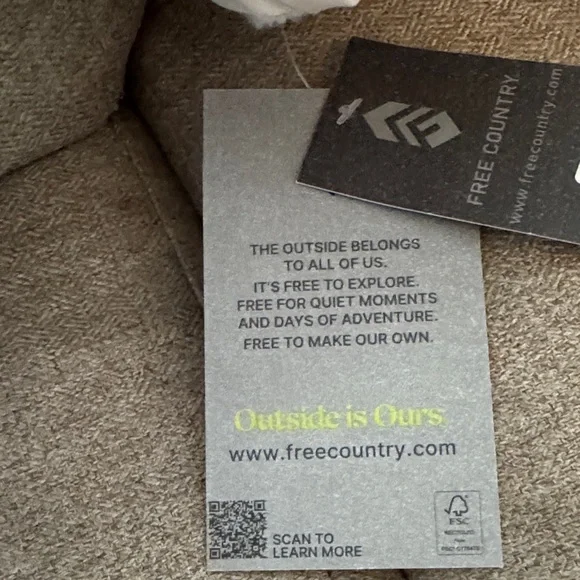 FREE COUNTRY
www.freecountry.com
THE OUTSIDE BELONGS
TO ALL OF US.
IT'S FREE TO EXPLORE.
FREE FOR QUIET MOMENTS
AND DAYS OF ADVENTURE.
FREE TO MAKE OUR OWN.
Outside is Ours
www.freecountry.com
SCAN TO
LEARN MORE
FSC